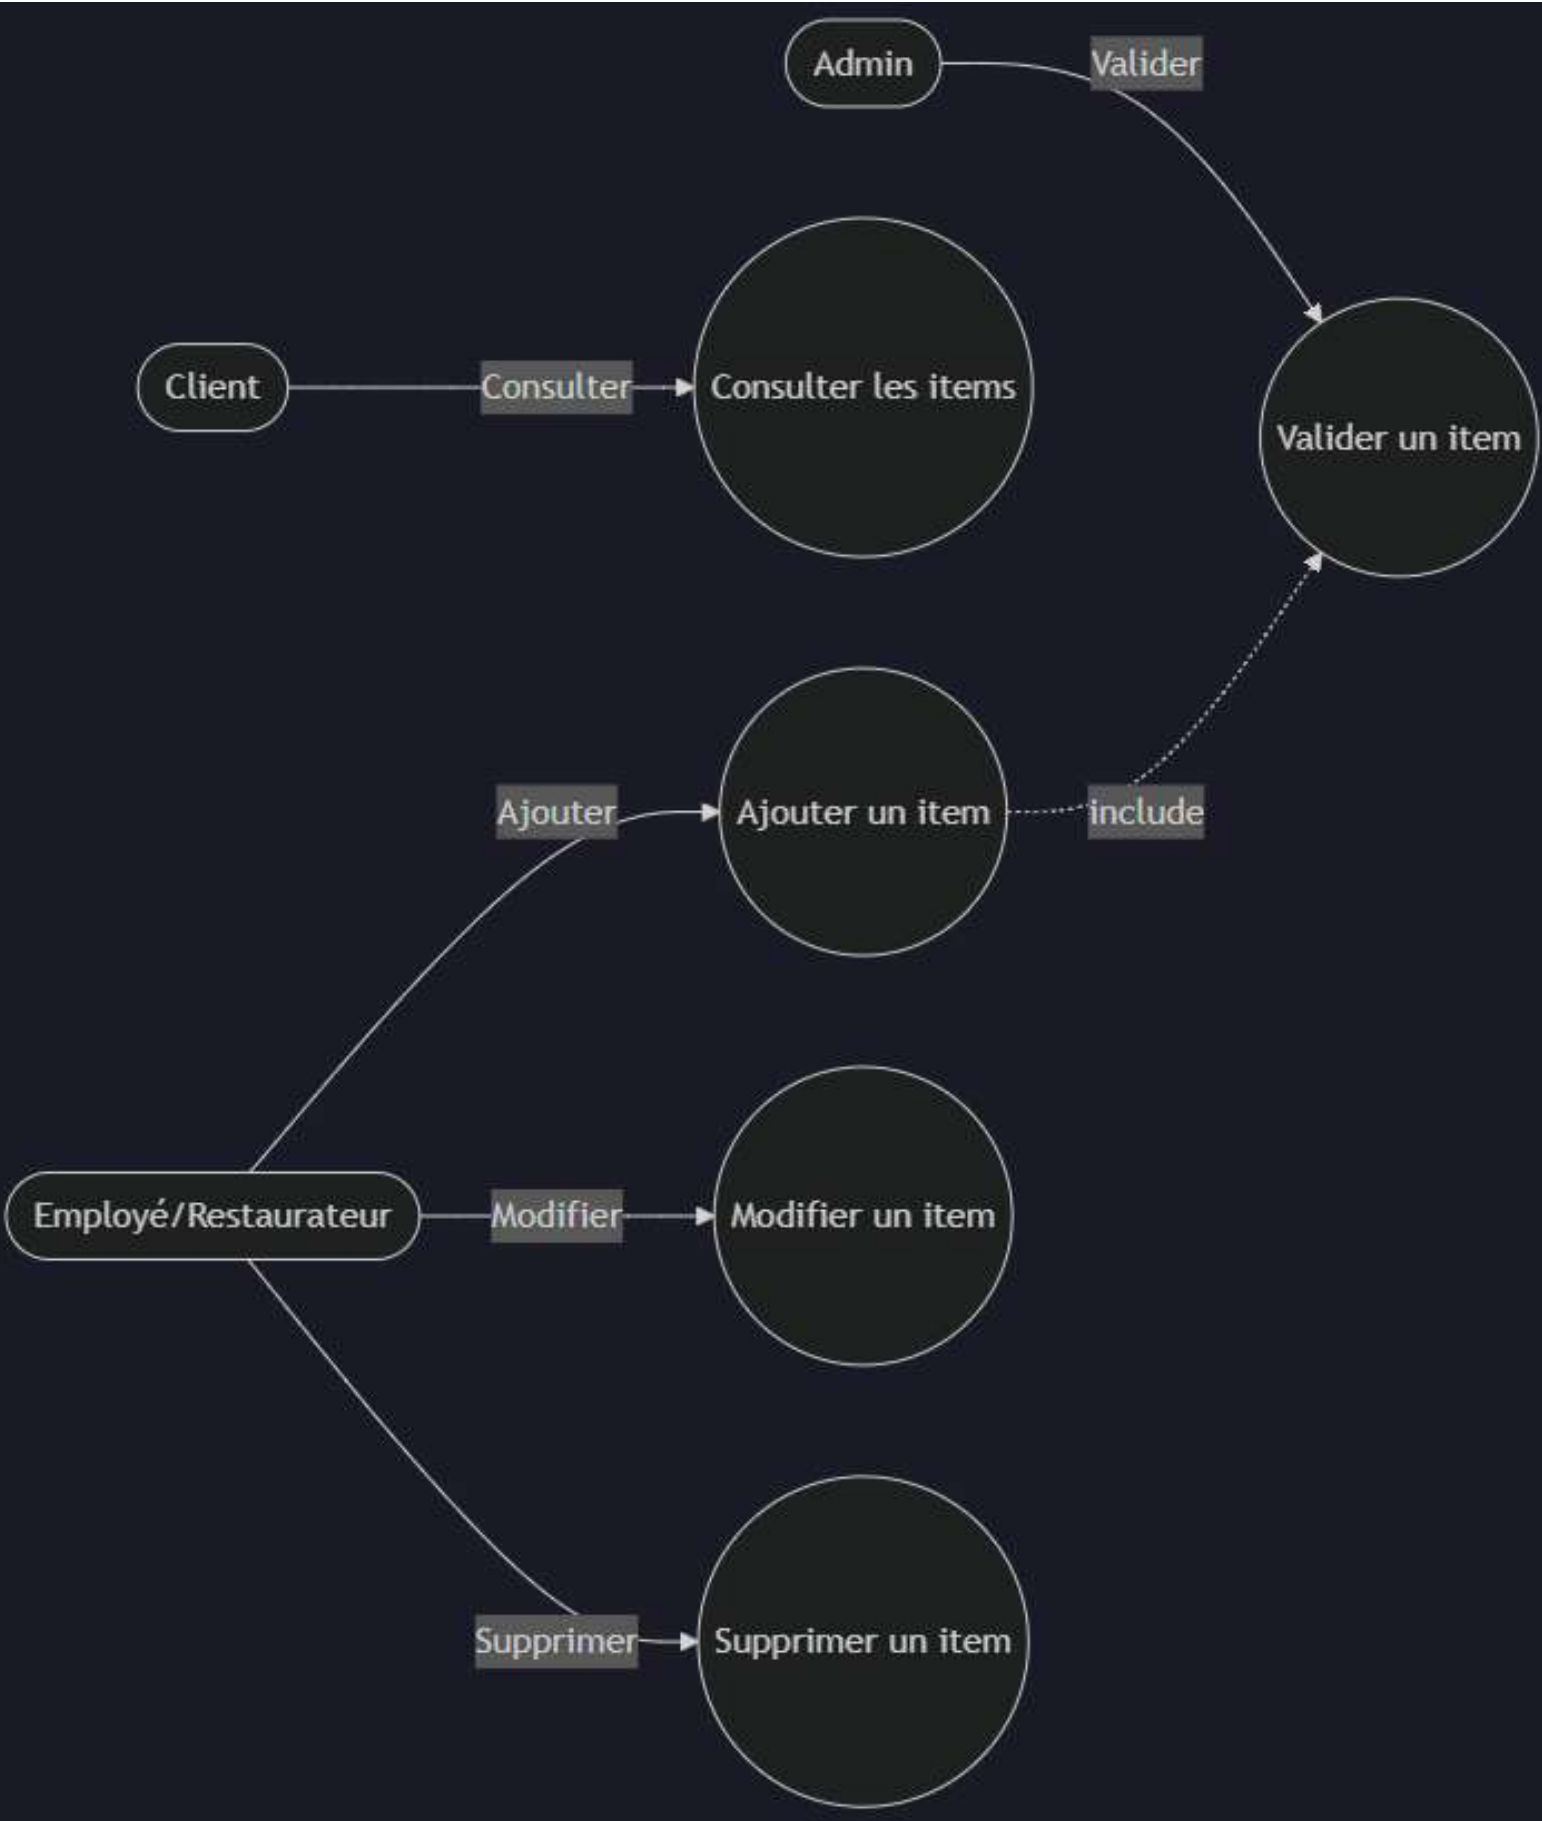 Admin
Valider
Client
Consulter
Consulter les items
Valider un item
Ajouter
Ajouter un item
include
Employé/Restaurateur
Modifier
Modifier un item
Supprimer
Supprimer un item